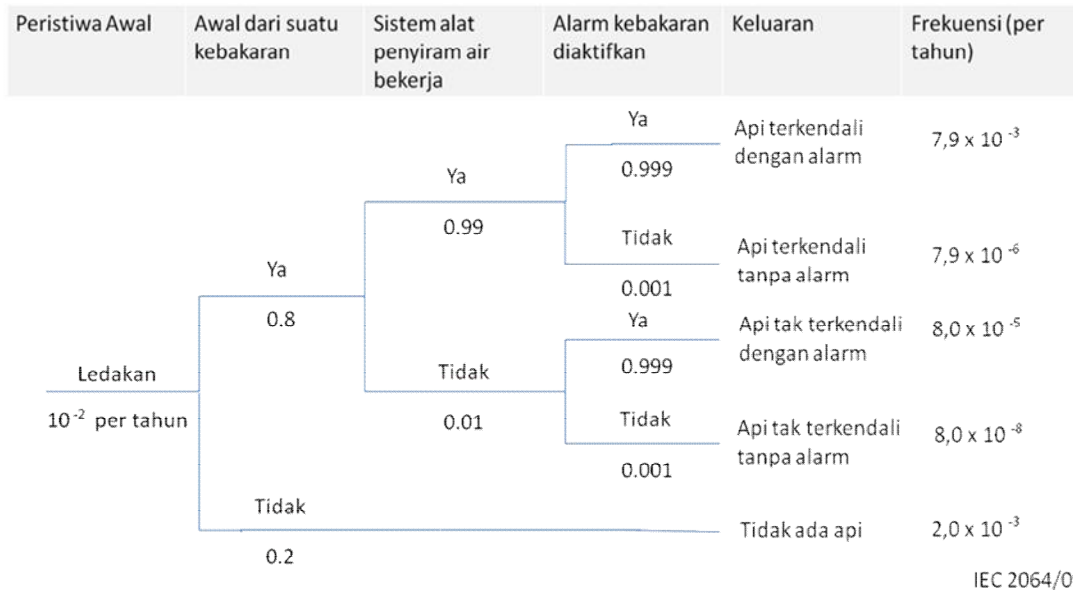 Peristiwa Awal
Awal dari suatu
kebakaran
Sistem alat
penyiram air
bekerja
Alarm kebakaran
diaktifkan
Keluaran
Frekuensi (per
tahun)
Ya
0.999
Api terkendali
dengan alarm
7,9 x 10 ⁻³
Ya
0.99
Tidak
0.001
Api terkendali
tanpa alarm
7,9 x 10 ⁻⁶
Ya
0.8
Ya
0.999
Api tak terkendali
dengan alarm
8,0 x 10 ⁻⁵
Ledakan
10 ⁻² per tahun
Tidak
0.01
Tidak
0.001
Api tak terkendali
tanpa alarm
8,0 x 10 ⁻⁸
Tidak
0.2
Tidak ada api
2,0 x 10 ⁻³
IEC 2064/0